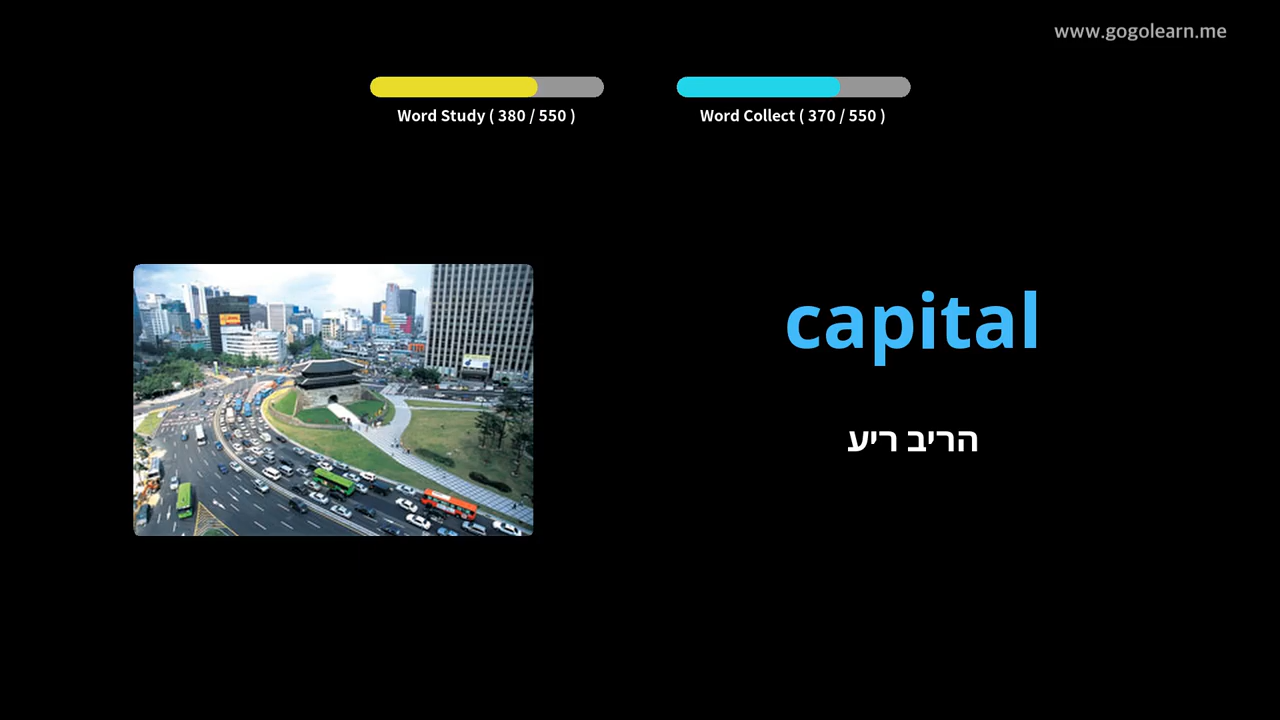 www.gogolearn.me
Word Study ( 380 / 550 )
Word Collect ( 370 / 550 )
capital
הריב ריע